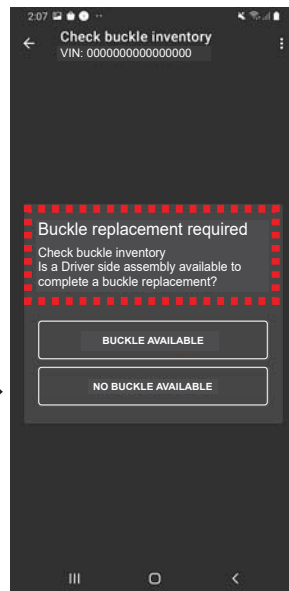 2:07
Check buckle inventory
VIN: 0000000000000000
Buckle replacement required
Check buckle inventory
Is a Driver side assembly available to
complete a buckle replacement?
BUCKLE AVAILABLE
NO BUCKLE AVAILABLE